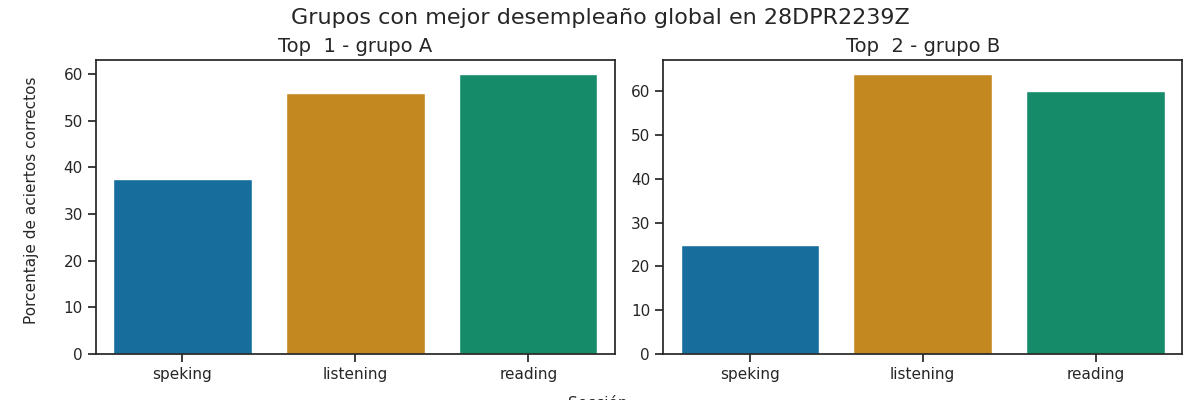 Grupos con mejor desempleaño global en 28DPR2239Z
Top  1 - grupo A
Top  2 - grupo B
Porcentaje de aciertos correctos
60
50
40
30
20
10
0
speking
listening
reading
60
50
40
30
20
10
0
speking
listening
reading
Sección